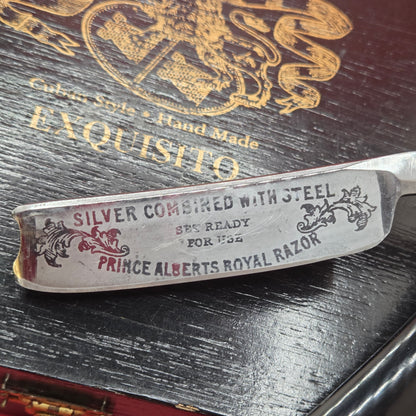 Cuban Style • Hand Made
EXQUISITO
SILVER COMBINED WITH STEEL
SET READY
FOR USE
PRINCE ALBERTS ROYAL RAZOR